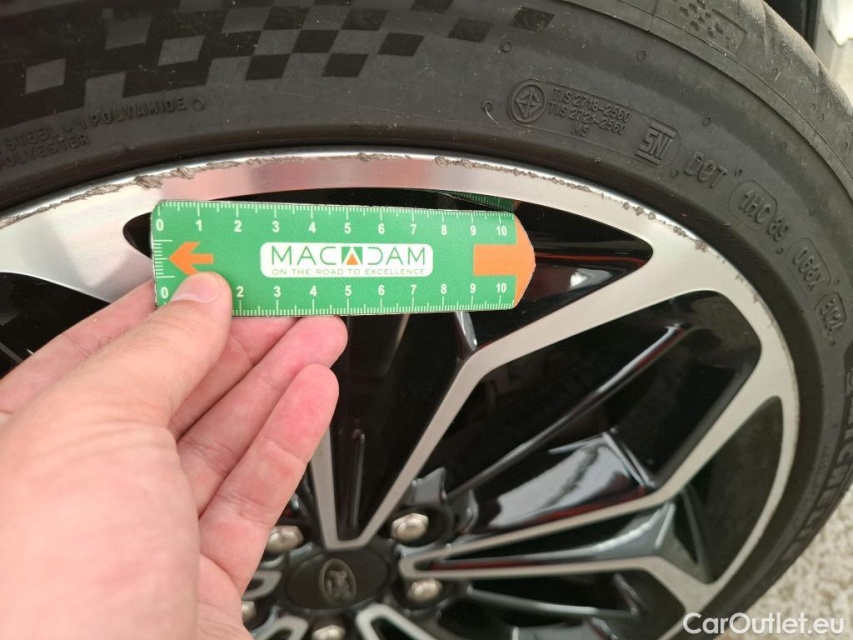 STEEL + 1 POLYAMIDE
POLYESTER
TIS 2718-2560
TIS 2721-2560
MS
SNI
DOT
1HC
0 1 2 3 4 5 6 7 8 9 10
MACADAM
ON THE ROAD TO EXCELLENCE
0 2 3 4 5 6 7 8 9 10
CarOutlet.eu